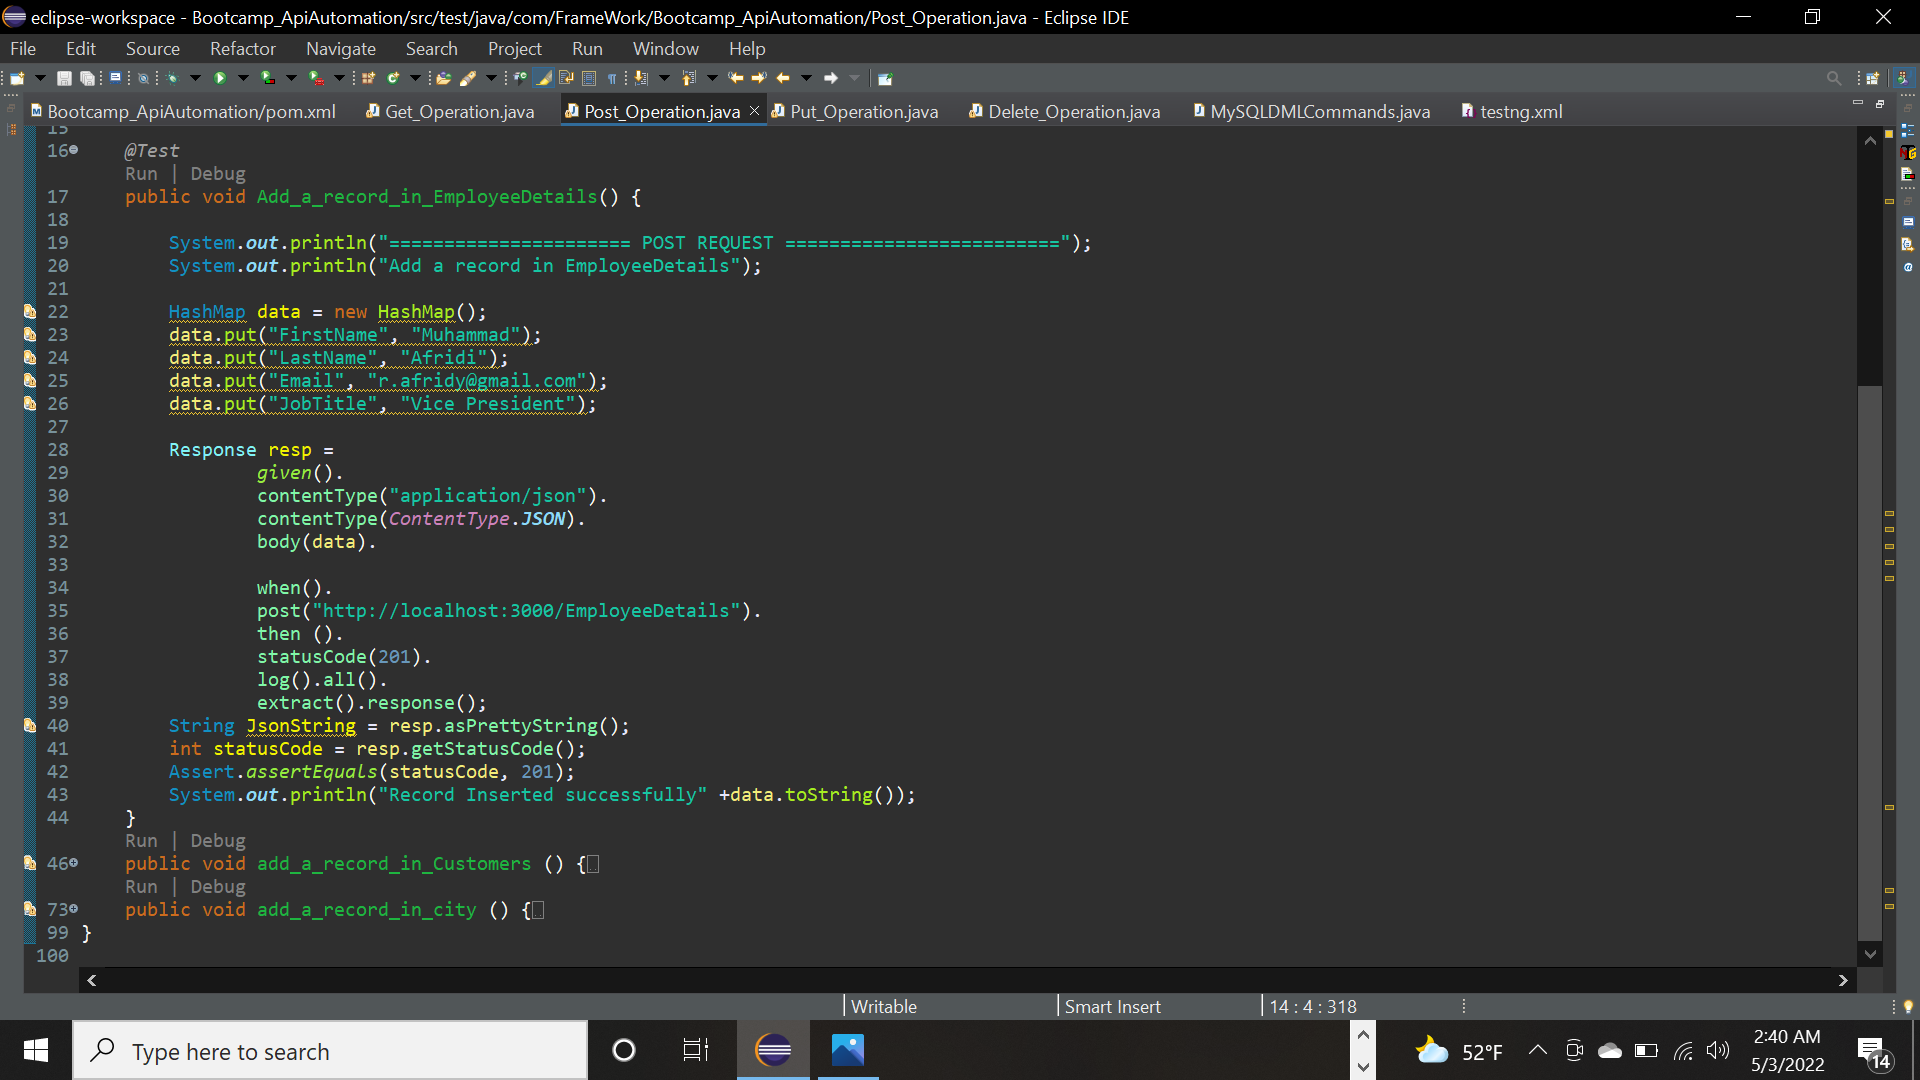 eclipse-workspace - Bootcamp_ApiAutomation/src/test/java/com/FrameWork/Bootcamp_ApiAutomation/Post_Operation.java - Eclipse IDE
File Edit Source Refactor Navigate Search Project Run Window Help
Bootcamp_ApiAutomation/pom.xml Get_Operation.java Post_Operation.java Put_Operation.java Delete_Operation.java MySQLDMLCommands.java testng.xml
15
16 @Test
Run | Debug
17 public void Add_a_record_in_EmployeeDetails() {
18
19 System.out.println("====================== POST REQUEST =========================");
20 System.out.println("Add a record in EmployeeDetails");
21
22 HashMap data = new HashMap();
23 data.put("FirstName", "Muhammad");
24 data.put("LastName", "Afridi");
25 data.put("Email", "r.afridy@gmail.com");
26 data.put("JobTitle", "Vice President");
27
28 Response resp =
29 given().
30 contentType("application/json").
31 contentType(ContentType.JSON).
32 body(data).
33
34 when().
35 post("http://localhost:3000/EmployeeDetails").
36 then ().
37 statusCode(201).
38 log().all().
39 extract().response();
40 String JsonString = resp.asPrettyString();
41 int statusCode = resp.getStatusCode();
42 Assert.assertEquals(statusCode, 201);
43 System.out.println("Record Inserted successfully" +data.toString());
44 }
Run | Debug
46 public void add_a_record_in_Customers () {
Run | Debug
73 public void add_a_record_in_city () {
99 }
100
Writable Smart Insert 14 : 4 : 318
Type here to search 52°F 2:40 AM
5/3/2022 14